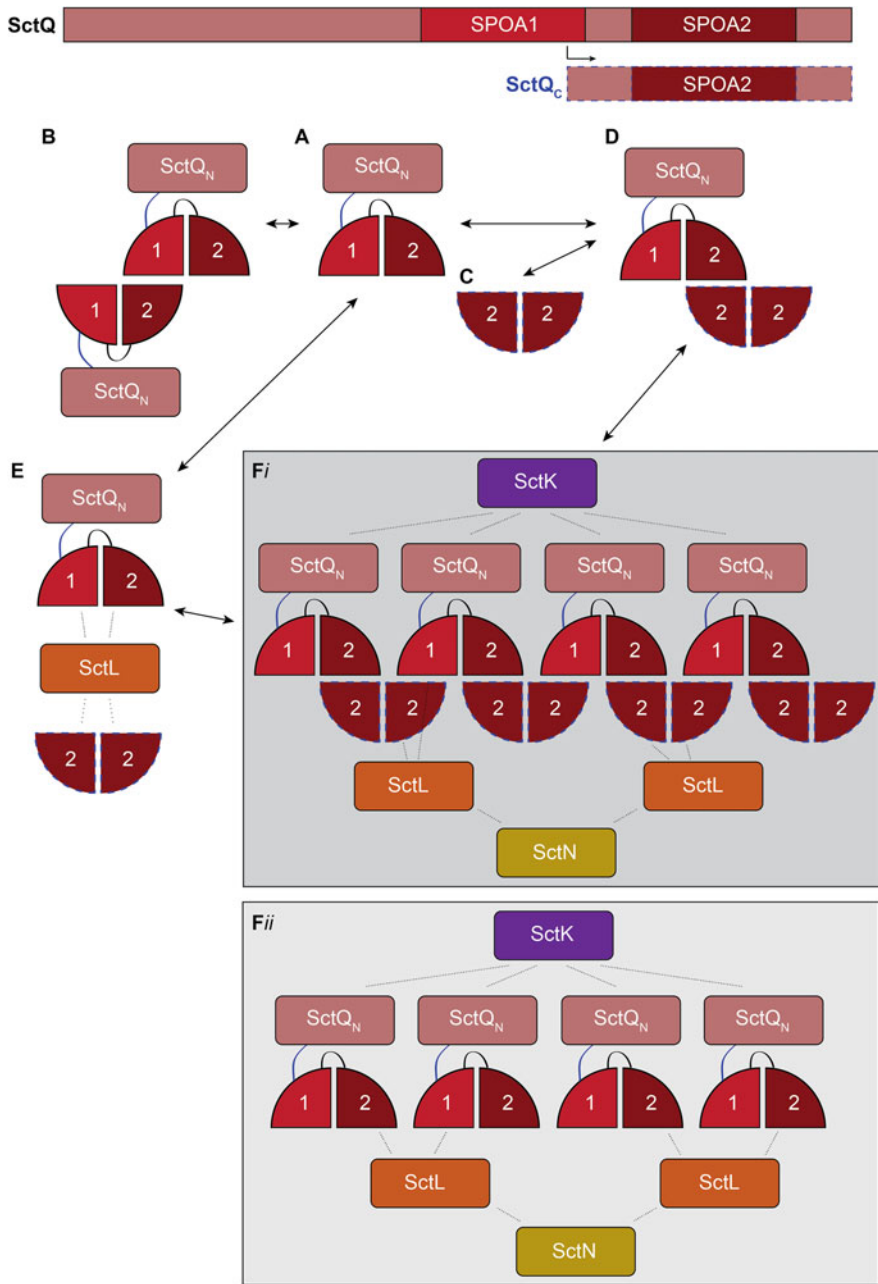 SctQ SPOA1 SPOA2
SctQC SPOA2
B A D
SctQN SctQN SctQN
1 2 1 2 1 2
C
1 2 2 2 2 2
SctQN
E Fi
SctK
SctQN
SctQN SctQN SctQN SctQN
1 2
1 2 1 2 1 2 1 2
SctL
2 2 2 2 2 2 2 2
2 2
SctL SctL
SctN
Fii
SctK
SctQN SctQN SctQN SctQN
1 2 1 2 1 2 1 2
SctL SctL
SctN